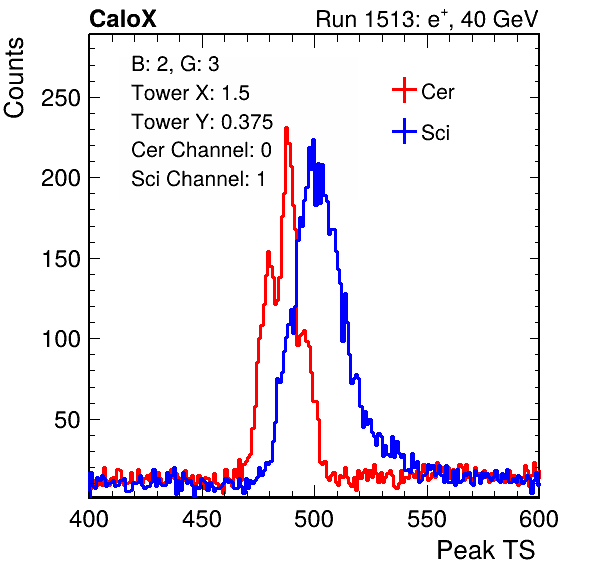 CaloX Run 1513: e⁺, 40 GeV
Counts
B: 2, G: 3
Tower X: 1.5
Tower Y: 0.375
Cer Channel: 0
Sci Channel: 1
Cer
Sci
250
200
150
100
50
400 450 500 550 600
Peak TS